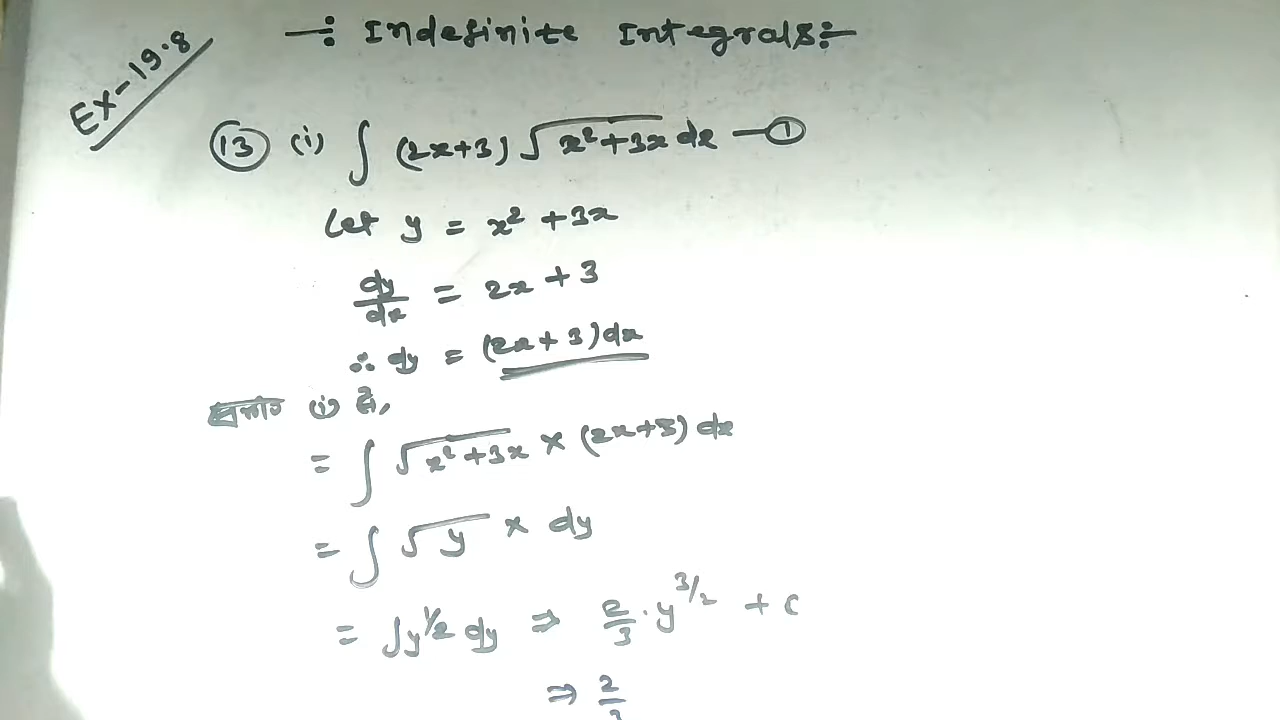 -: Indefinite Integrals:-
EX-19.8
(13) (i) ∫ (2x+3) √(x²+3x) dx —(1)
Let y = x² + 3x
dy/dx = 2x + 3
∴ dy = (2x + 3) dx
(i) से,
= ∫ √(x²+3x) × (2x+3) dx
= ∫ √y × dy
= ∫ y^1/2 dy ⇒ 2/3 . y^3/2 + c
⇒ 2/3